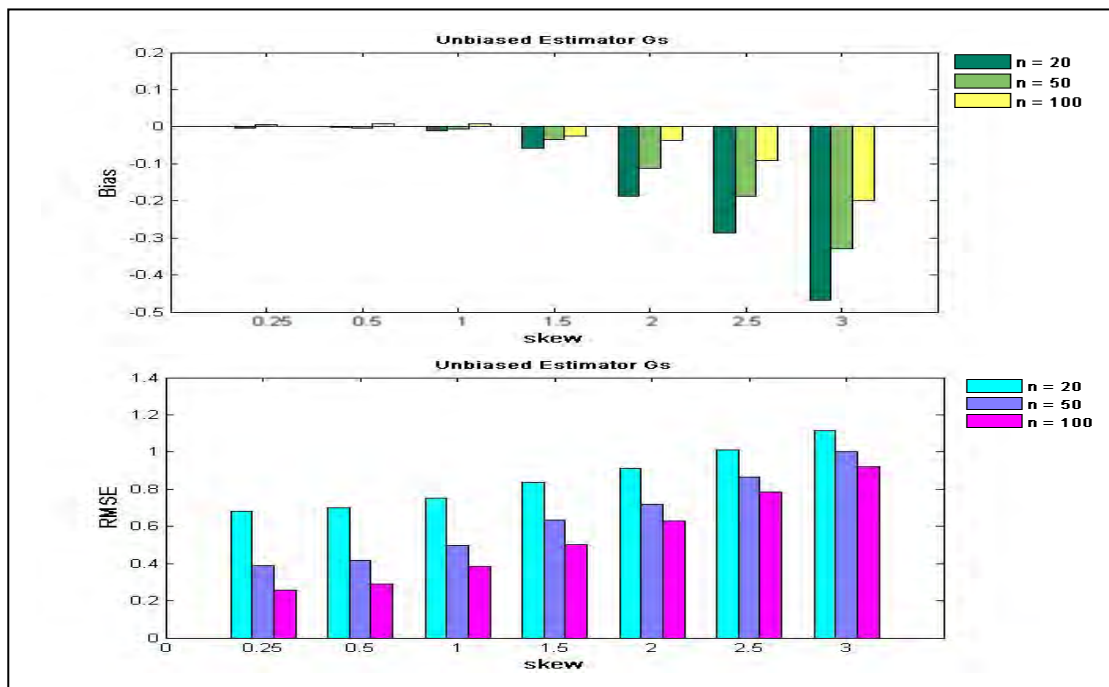 Unbiased Estimator Gs
0.2
0.1
0
-0.1
-0.2
-0.3
-0.4
-0.5
Bias
0.25 0.5 1 1.5 2 2.5 3
skew
n = 20
n = 50
n = 100
Unbiased Estimator Gs
1.4
1.2
1
0.8
0.6
0.4
0.2
0
RMSE
0 0.25 0.5 1 1.5 2 2.5 3
skew
n = 20
n = 50
n = 100